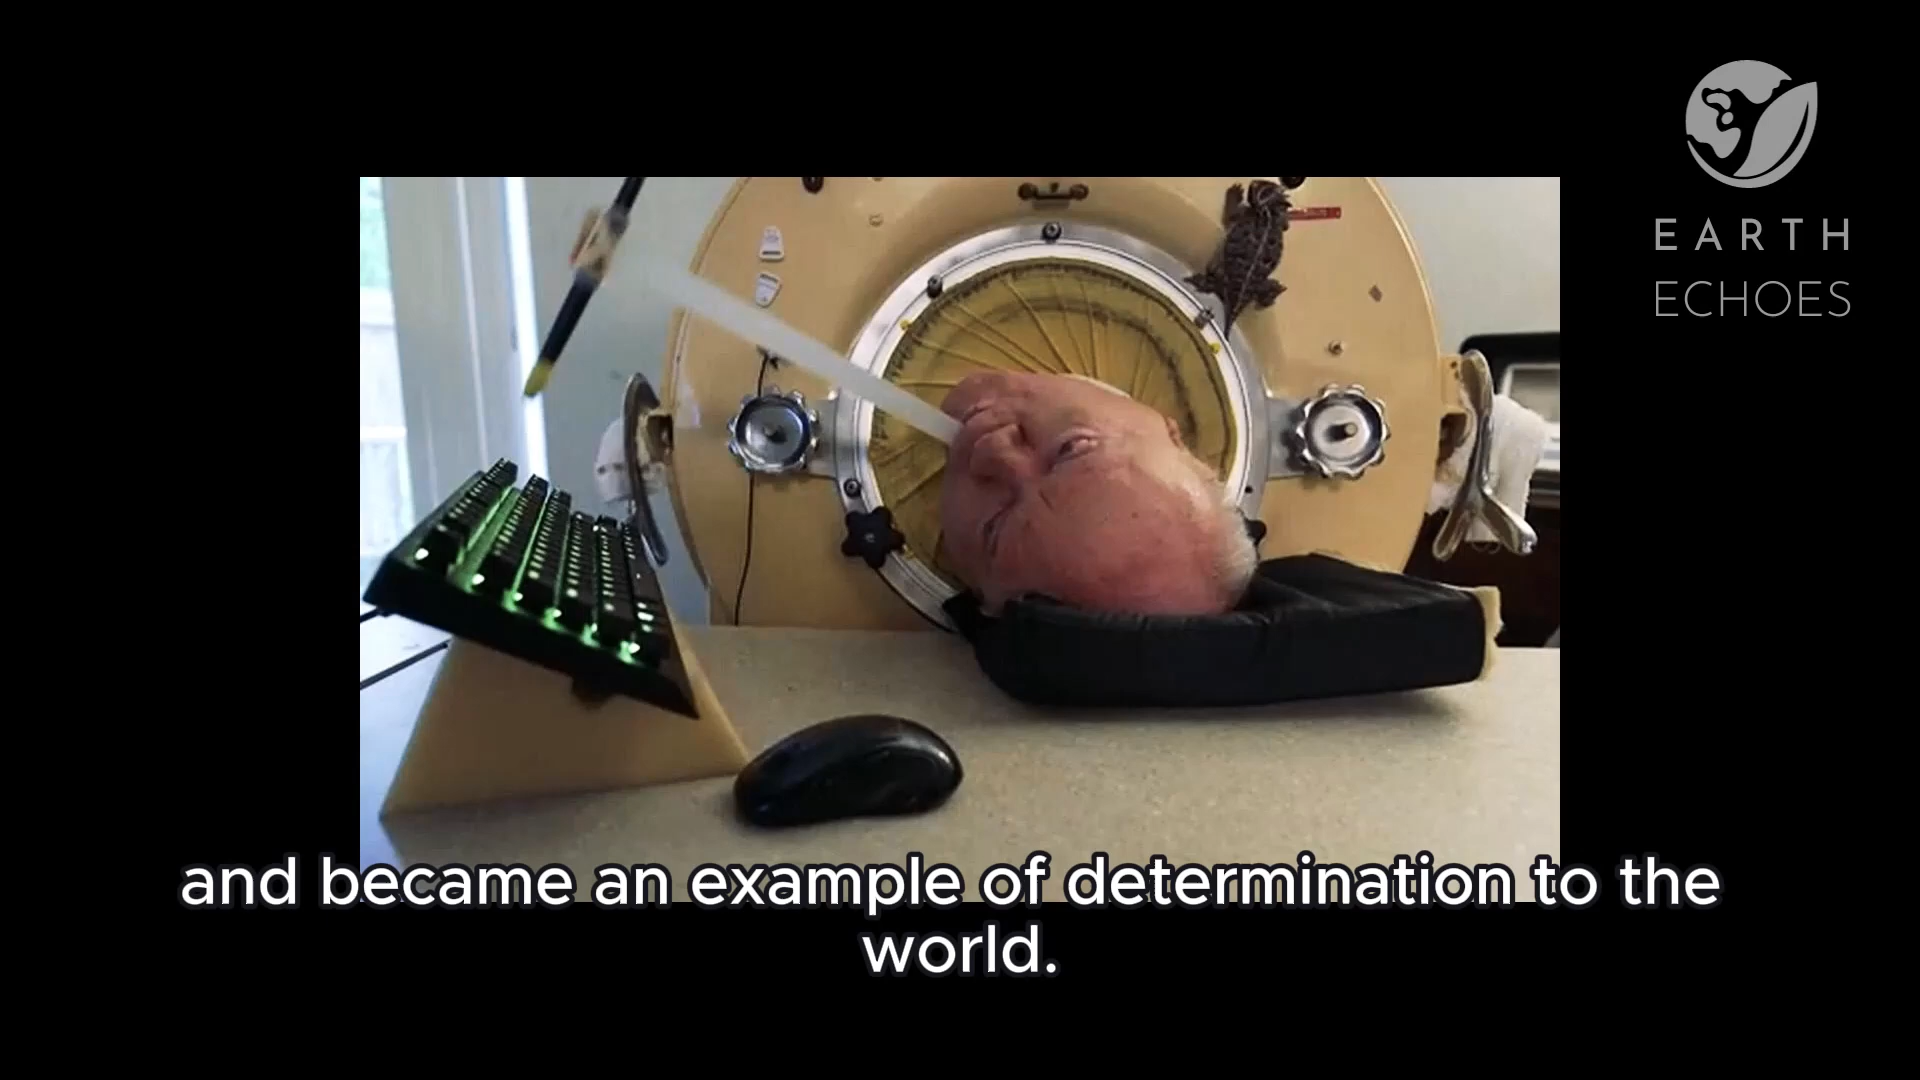 EARTH
ECHOES
and became an example of determination to the
world.